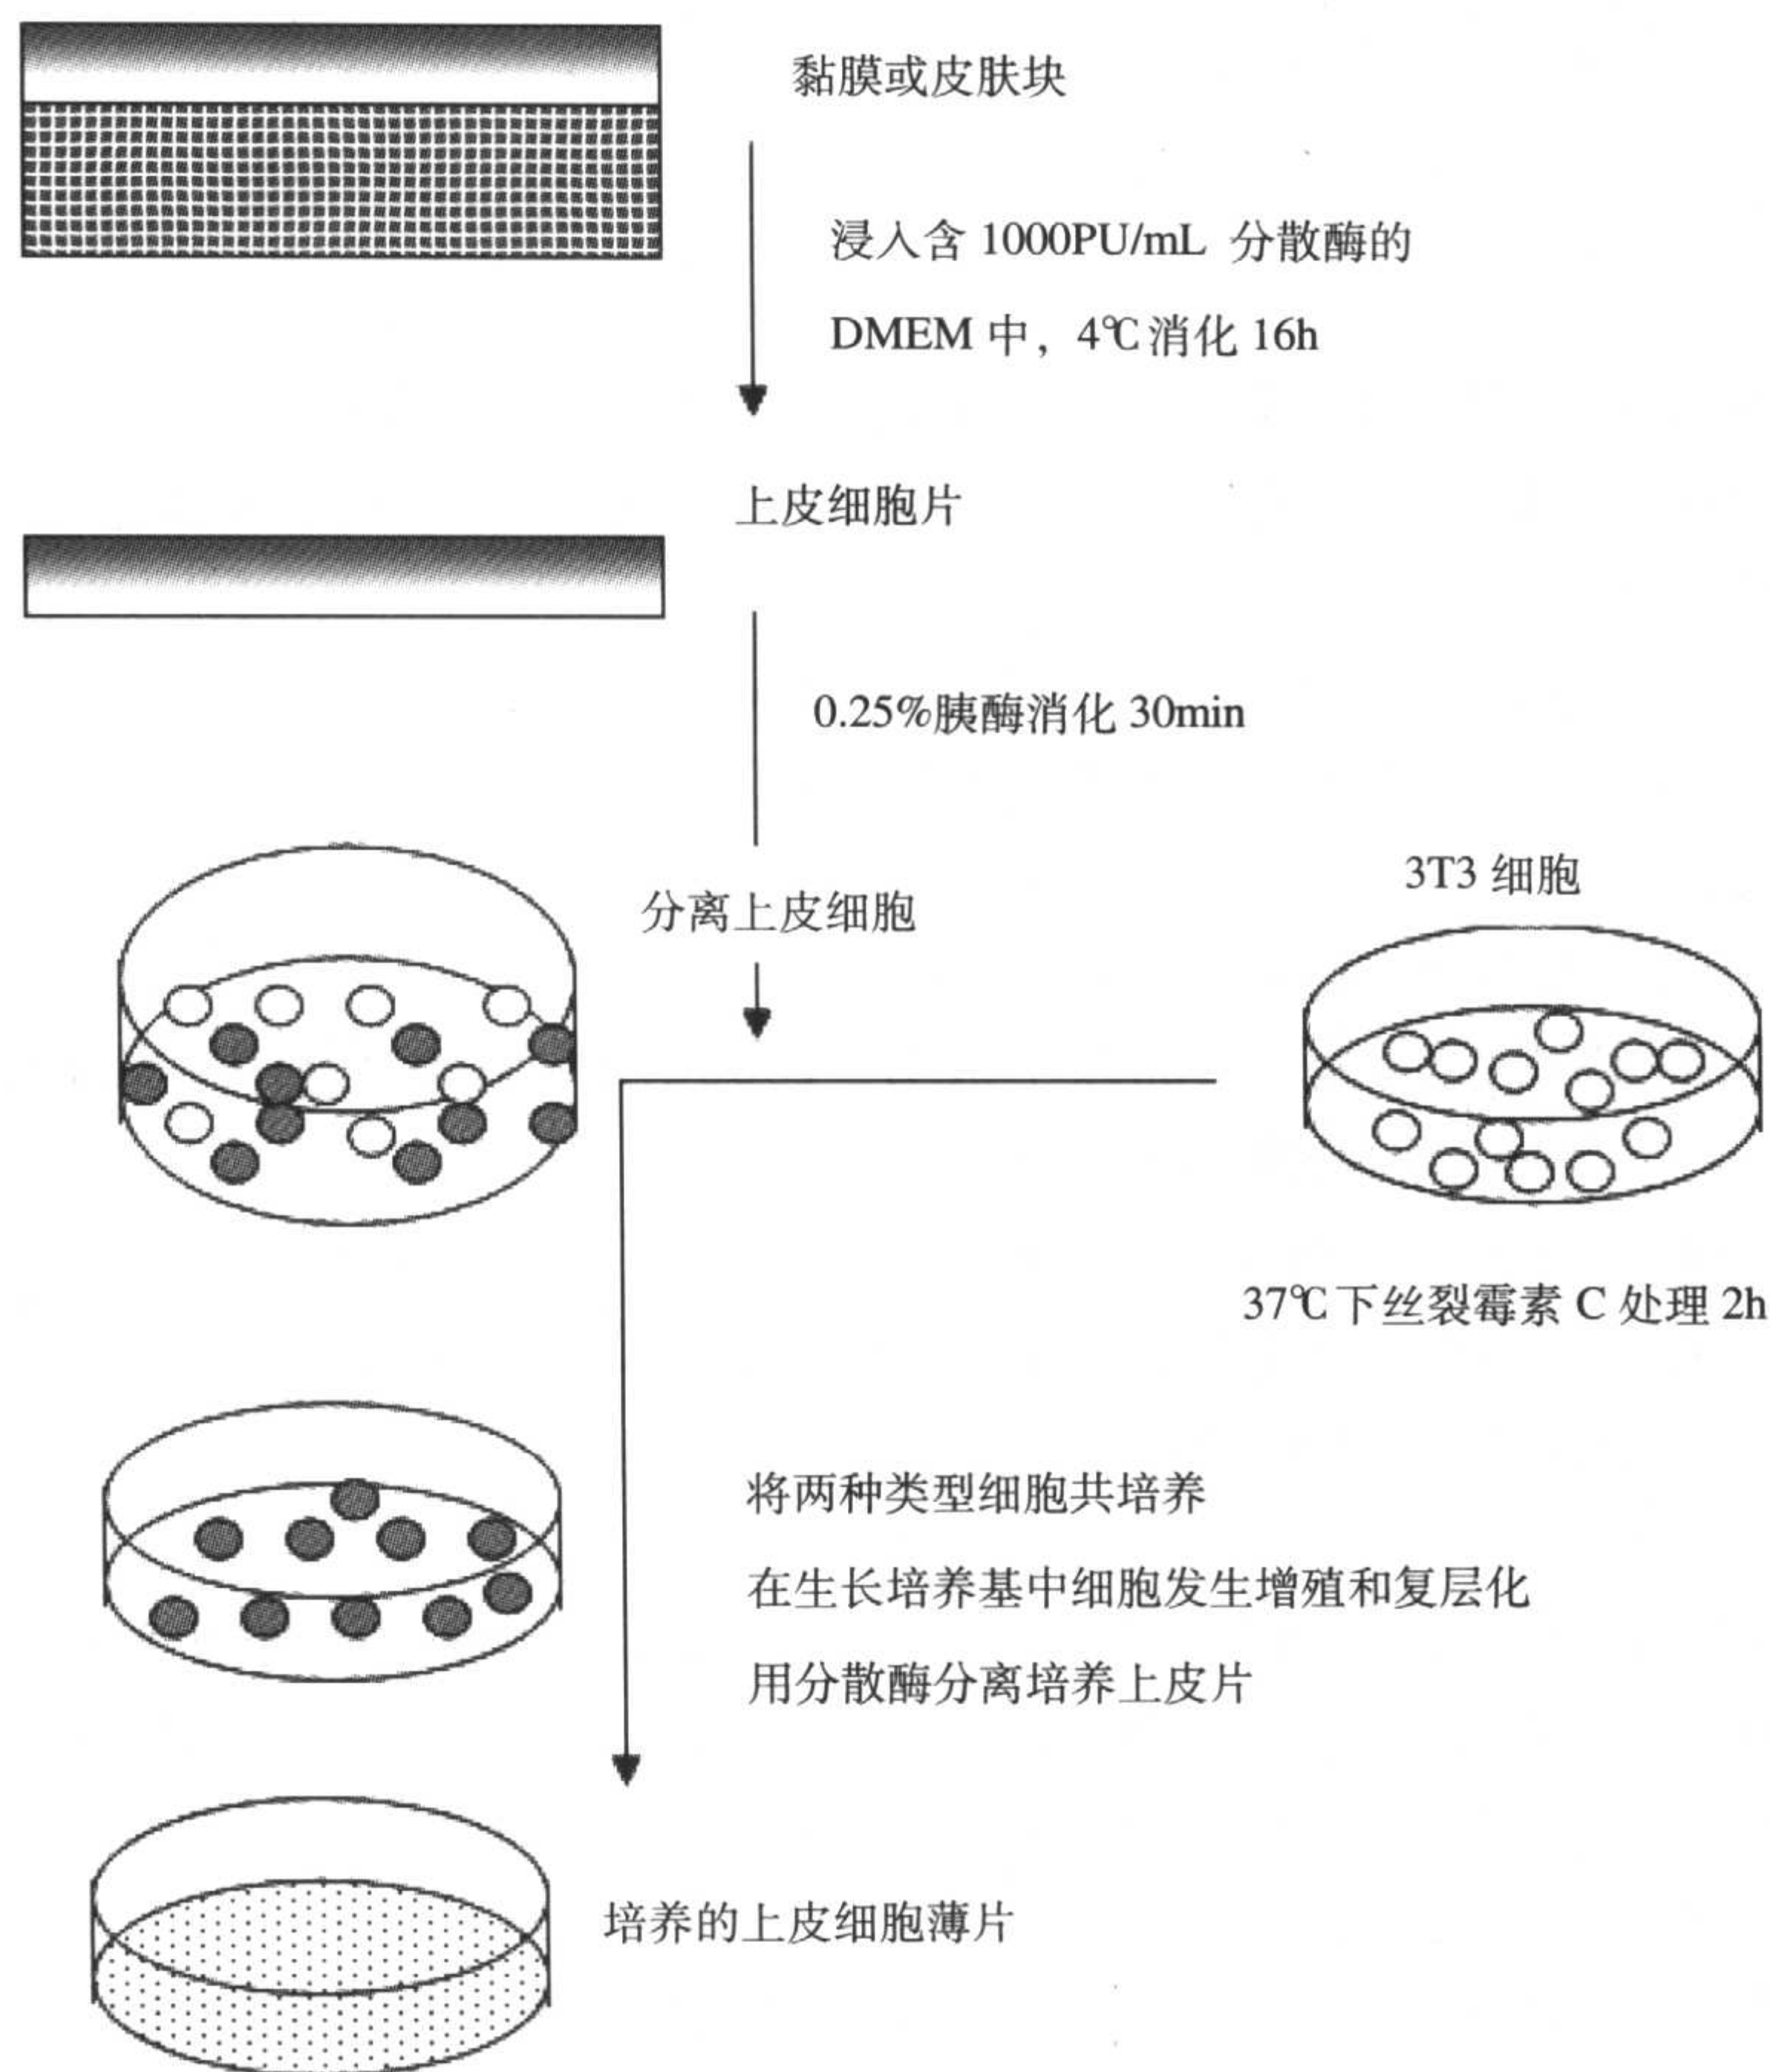 黏膜或皮肤块
浸入含 1000PU/mL 分散酶的
DMEM 中，4℃消化 16h
上皮细胞片
0.25%胰酶消化 30min
分离上皮细胞
3T3 细胞
37℃下丝裂霉素 C 处理 2h
将两种类型细胞共培养
在生长培养基中细胞发生增殖和复层化
用分散酶分离培养上皮片
培养的上皮细胞薄片